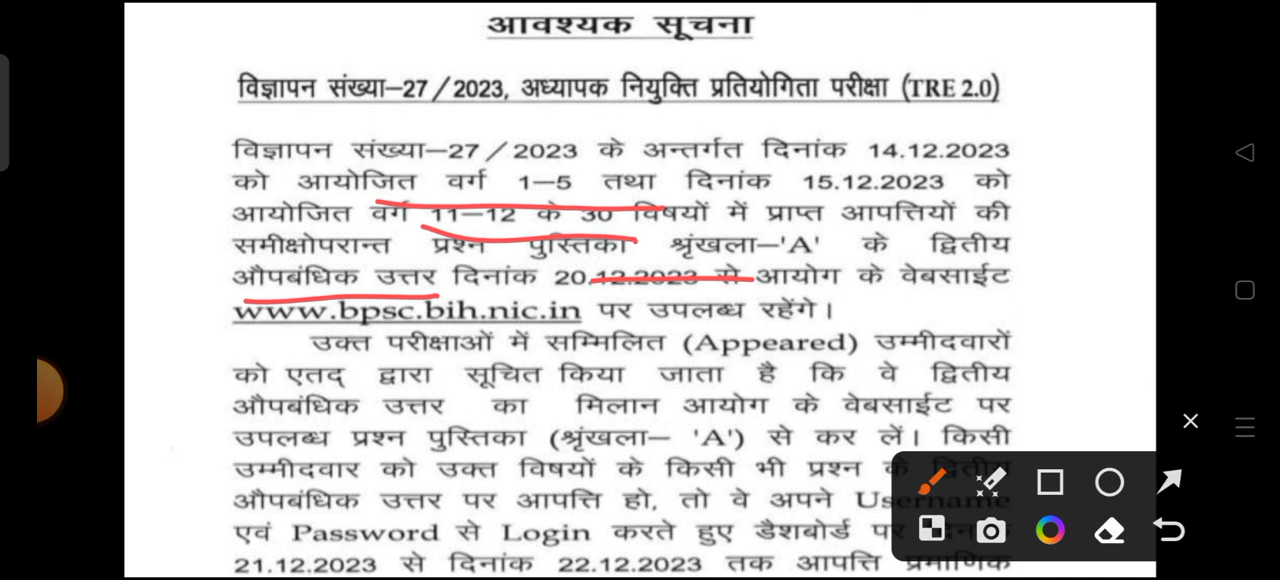 आवश्यक सूचना
विज्ञापन संख्या–27/2023, अध्यापक नियुक्ति प्रतियोगिता परीक्षा (TRE 2.0)
विज्ञापन संख्या–27/2023 के अन्तर्गत दिनांक 14.12.2023
को आयोजित वर्ग 1–5 तथा दिनांक 15.12.2023 को
आयोजित वर्ग 11–12 के 30 विषयों में प्राप्त आपत्तियों की
समीक्षोपरान्त प्रश्न पुस्तिका श्रृंखला–'A' के द्वितीय
औपबंधिक उत्तर दिनांक 20.12.2023 से आयोग के वेबसाईट
www.bpsc.bih.nic.in पर उपलब्ध रहेंगे।
उक्त परीक्षाओं में सम्मिलित (Appeared) उम्मीदवारों
को एतद् द्वारा सूचित किया जाता है कि वे द्वितीय
औपबंधिक उत्तर का मिलान आयोग के वेबसाईट पर
उपलब्ध प्रश्न पुस्तिका (श्रृंखला– 'A') से कर लें। किसी
उम्मीदवार को उक्त विषयों के किसी भी प्रश्न के द्वितीय
औपबंधिक उत्तर पर आपत्ति हो, तो वे अपने Username
एवं Password से Login करते हुए डैशबोर्ड पर दिनांक
21.12.2023 से दिनांक 22.12.2023 तक आपत्ति प्रमाणिक